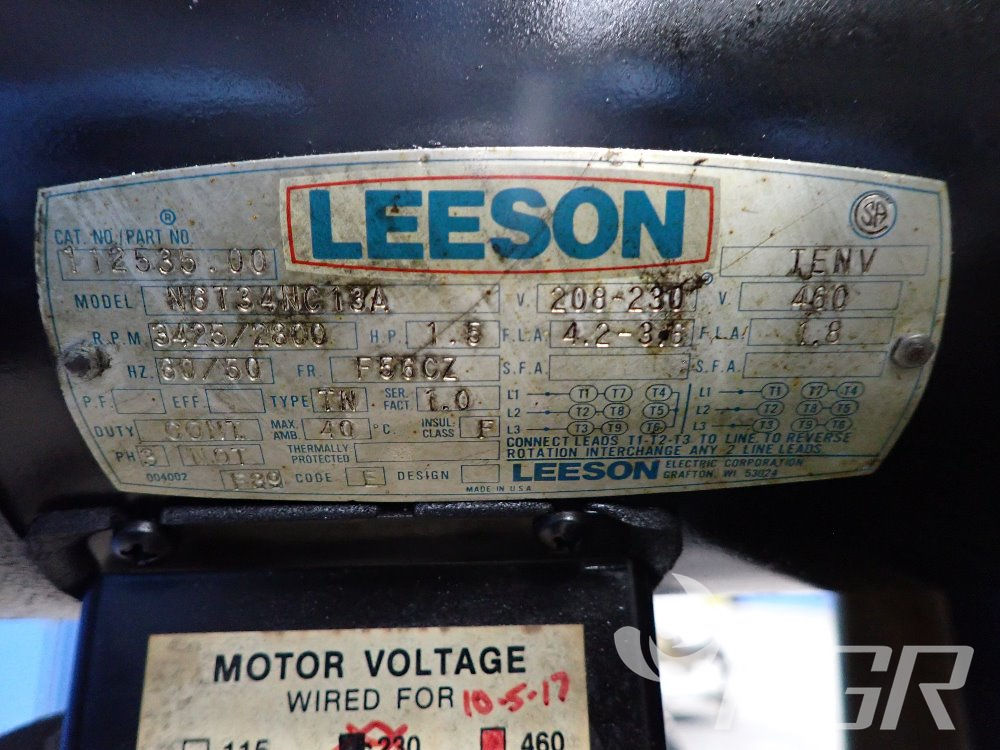 LEESON
®
SA
CAT. NO./PART NO. 112535.00 TENV
MODEL N6T34NC13A V. 208-230 V. 460
R.P.M. 3425/2800 H.P. 1.5 F.L.A. 4.2-3.6 F.L.A. 1.8
HZ. 60/50 FR. F56CZ S.F.A. S.F.A.
P.F. EFF. TYPE TN SER. FACT. 1.0
DUTY CONT MAX. AMB. 40 °C. INSUL. CLASS F
PH 3 NOT THERMALLY PROTECTED
004002 F39 CODE E DESIGN
MADE IN U.S.A.
L1 T1 T7 T4
L2 T2 T8 T5
L3 T3 T9 T6
L1 T1 T7 T4
L2 T2 T8 T5
L3 T3 T9 T6
CONNECT LEADS T1-T2-T3 TO LINE. TO REVERSE
ROTATION INTERCHANGE ANY 2 LINE LEADS.
LEESON ELECTRIC CORPORATION
GRAFTON, WI 53024
MOTOR VOLTAGE
WIRED FOR 10-5-17
115 230 460
GR